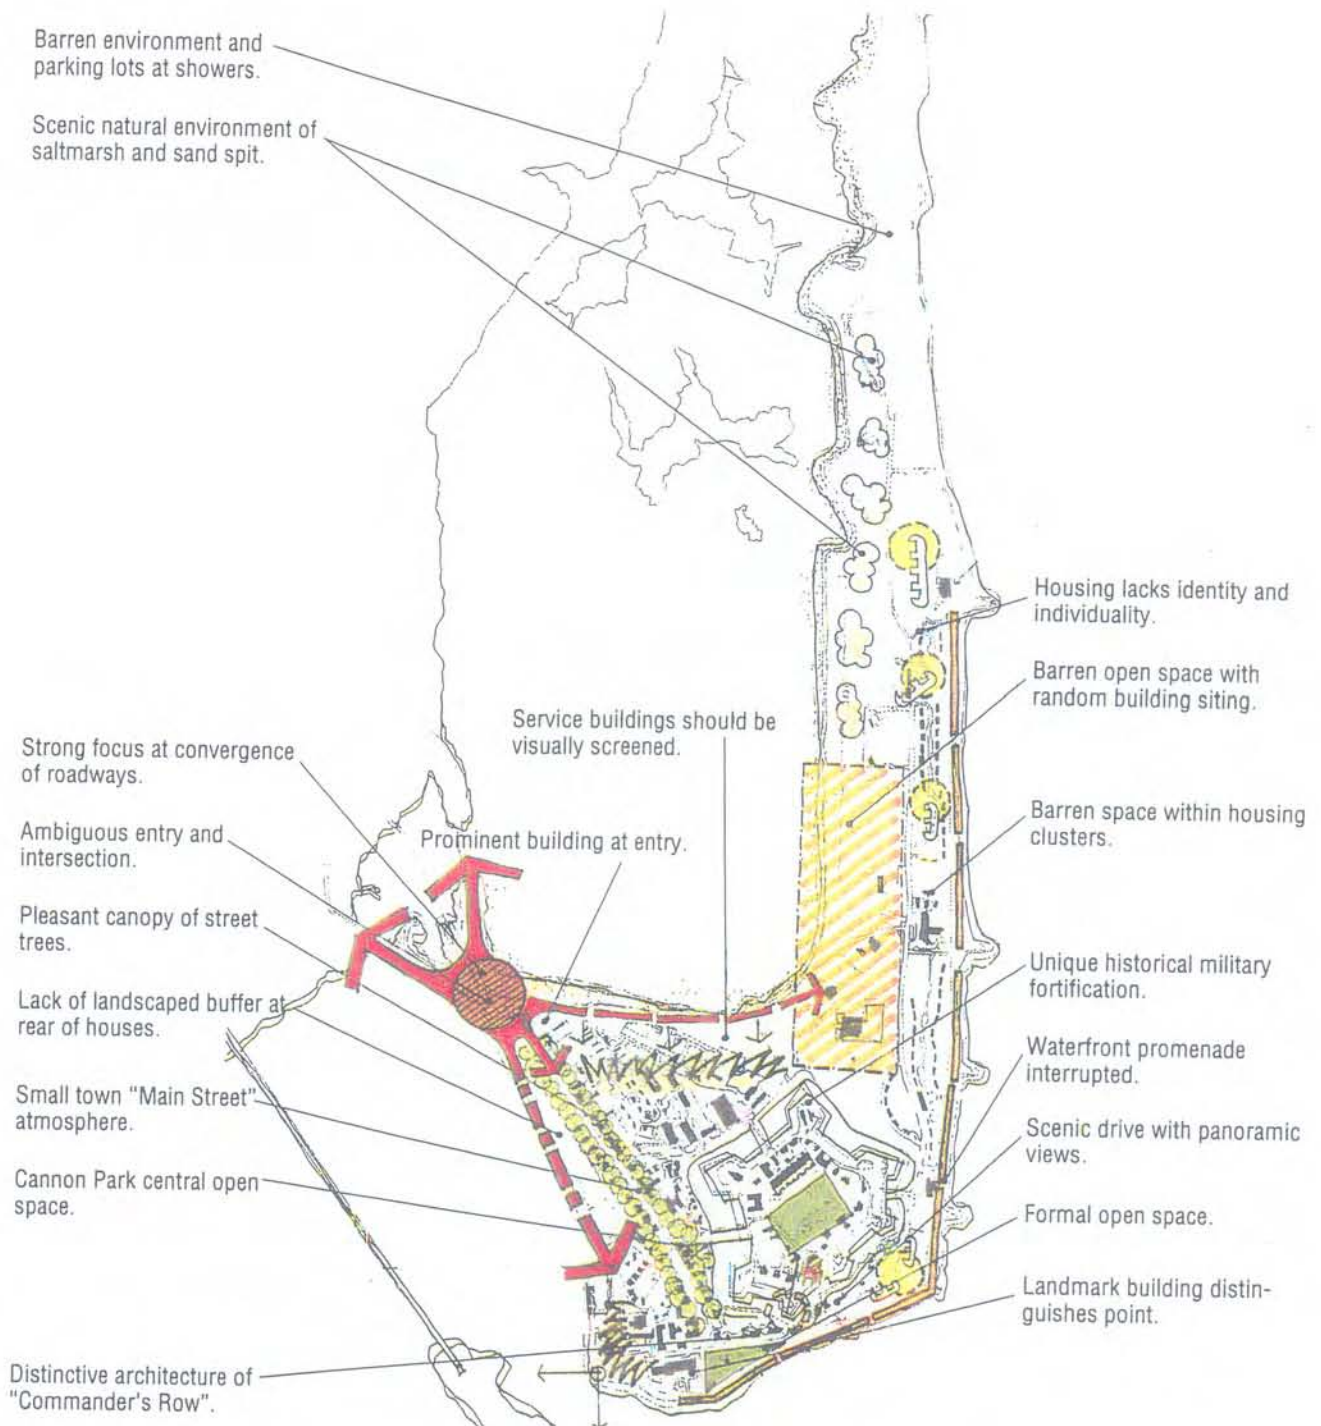 Barren environment and
parking lots at showers.
Scenic natural environment of
saltmarsh and sand spit.
Housing lacks identity and
individuality.
Barren open space with
random building siting.
Service buildings should be
visually screened.
Strong focus at convergence
of roadways.
Barren space within housing
clusters.
Ambiguous entry and
intersection.
Prominent building at entry.
Pleasant canopy of street
trees.
Unique historical military
fortification.
Lack of landscaped buffer at
rear of houses.
Waterfront promenade
interrupted.
Small town "Main Street"
atmosphere.
Scenic drive with panoramic
views.
Cannon Park central open
space.
Formal open space.
Landmark building distin-
guishes point.
Distinctive architecture of
"Commander's Row".